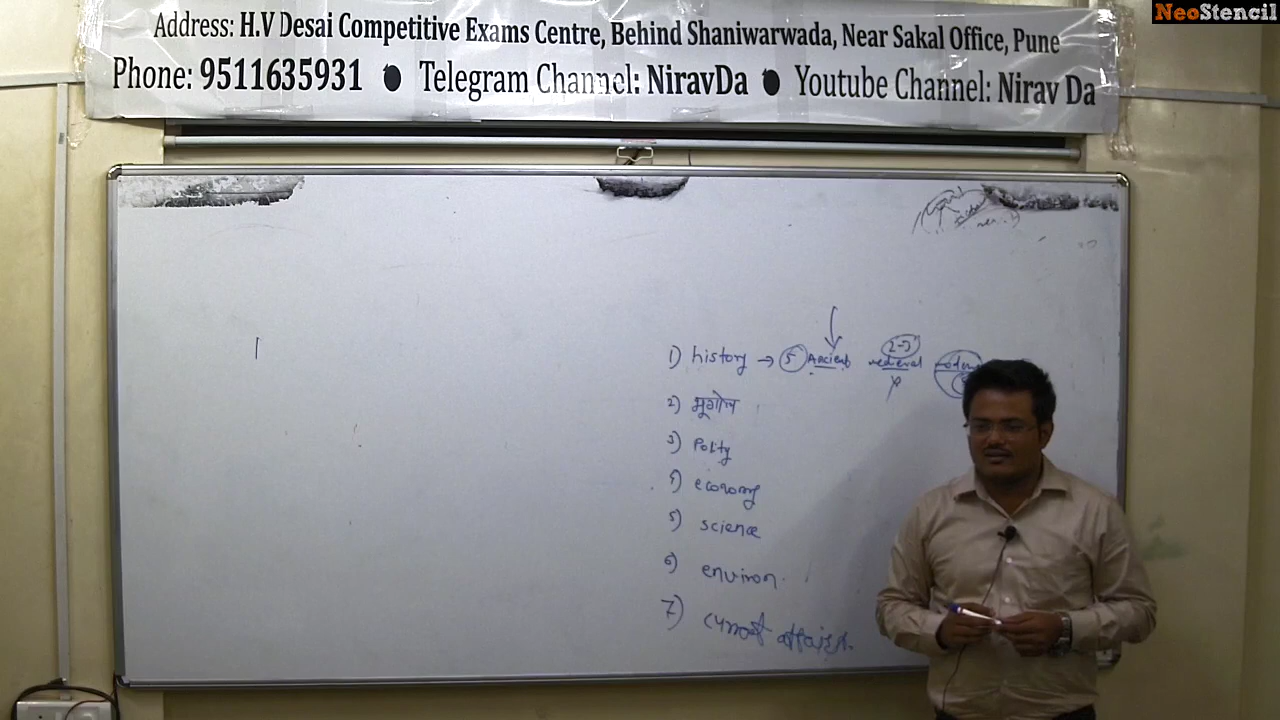 NeoStencil
Address: H.V Desai Competitive Exams Centre, Behind Shaniwarwada, Near Sakal Office, Pune
Phone: 9511635931 ● Telegram Channel: NiravDa ● Youtube Channel: Nirav Da
1) history → 5 Ancient medieval 2-3
2) भूगोल
3) Polity
4) economy
5) science
6) environ.
7) current affairs.